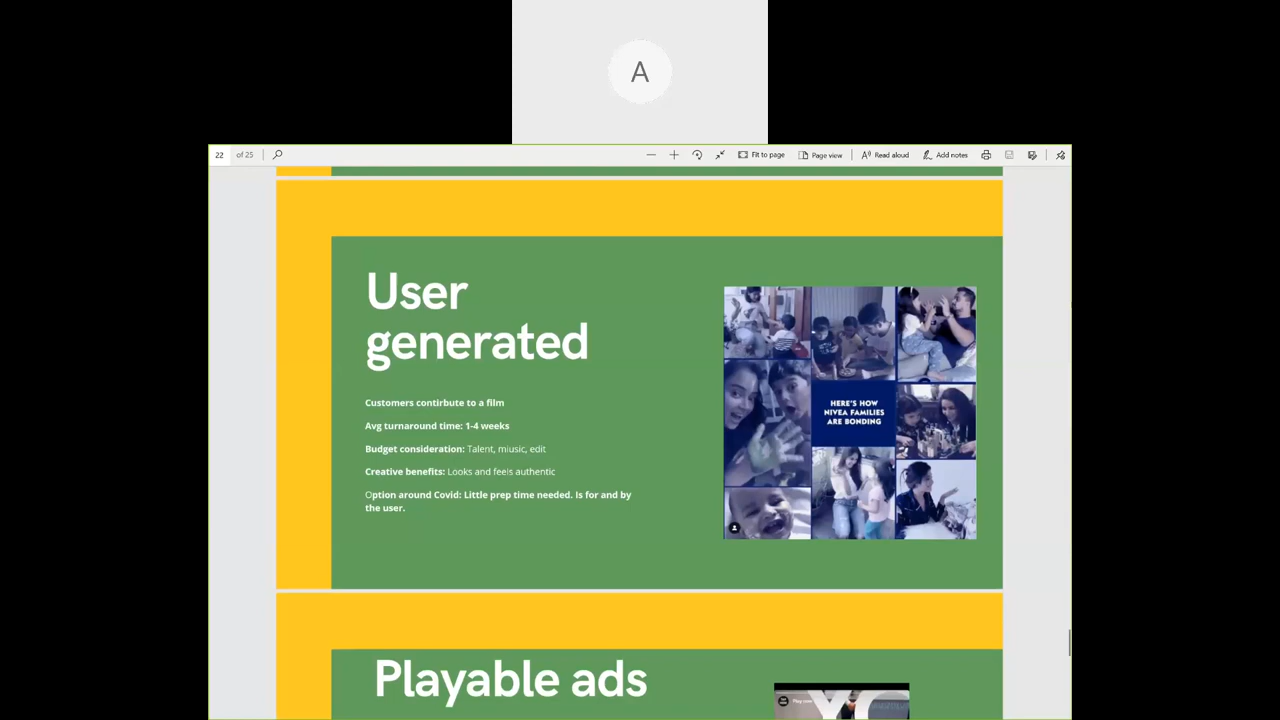 A
22 of 25
Fit to page
Page view
Read aloud
Add notes
User
generated
Customers contirbute to a film
Avg turnaround time: 1-4 weeks
Budget consideration: Talent, miusic, edit
Creative benefits: Looks and feels authentic
Option around Covid: Little prep time needed. Is for and by
the user.
HERE'S HOW
NIVEA FAMILIES
ARE BONDING
Playable ads